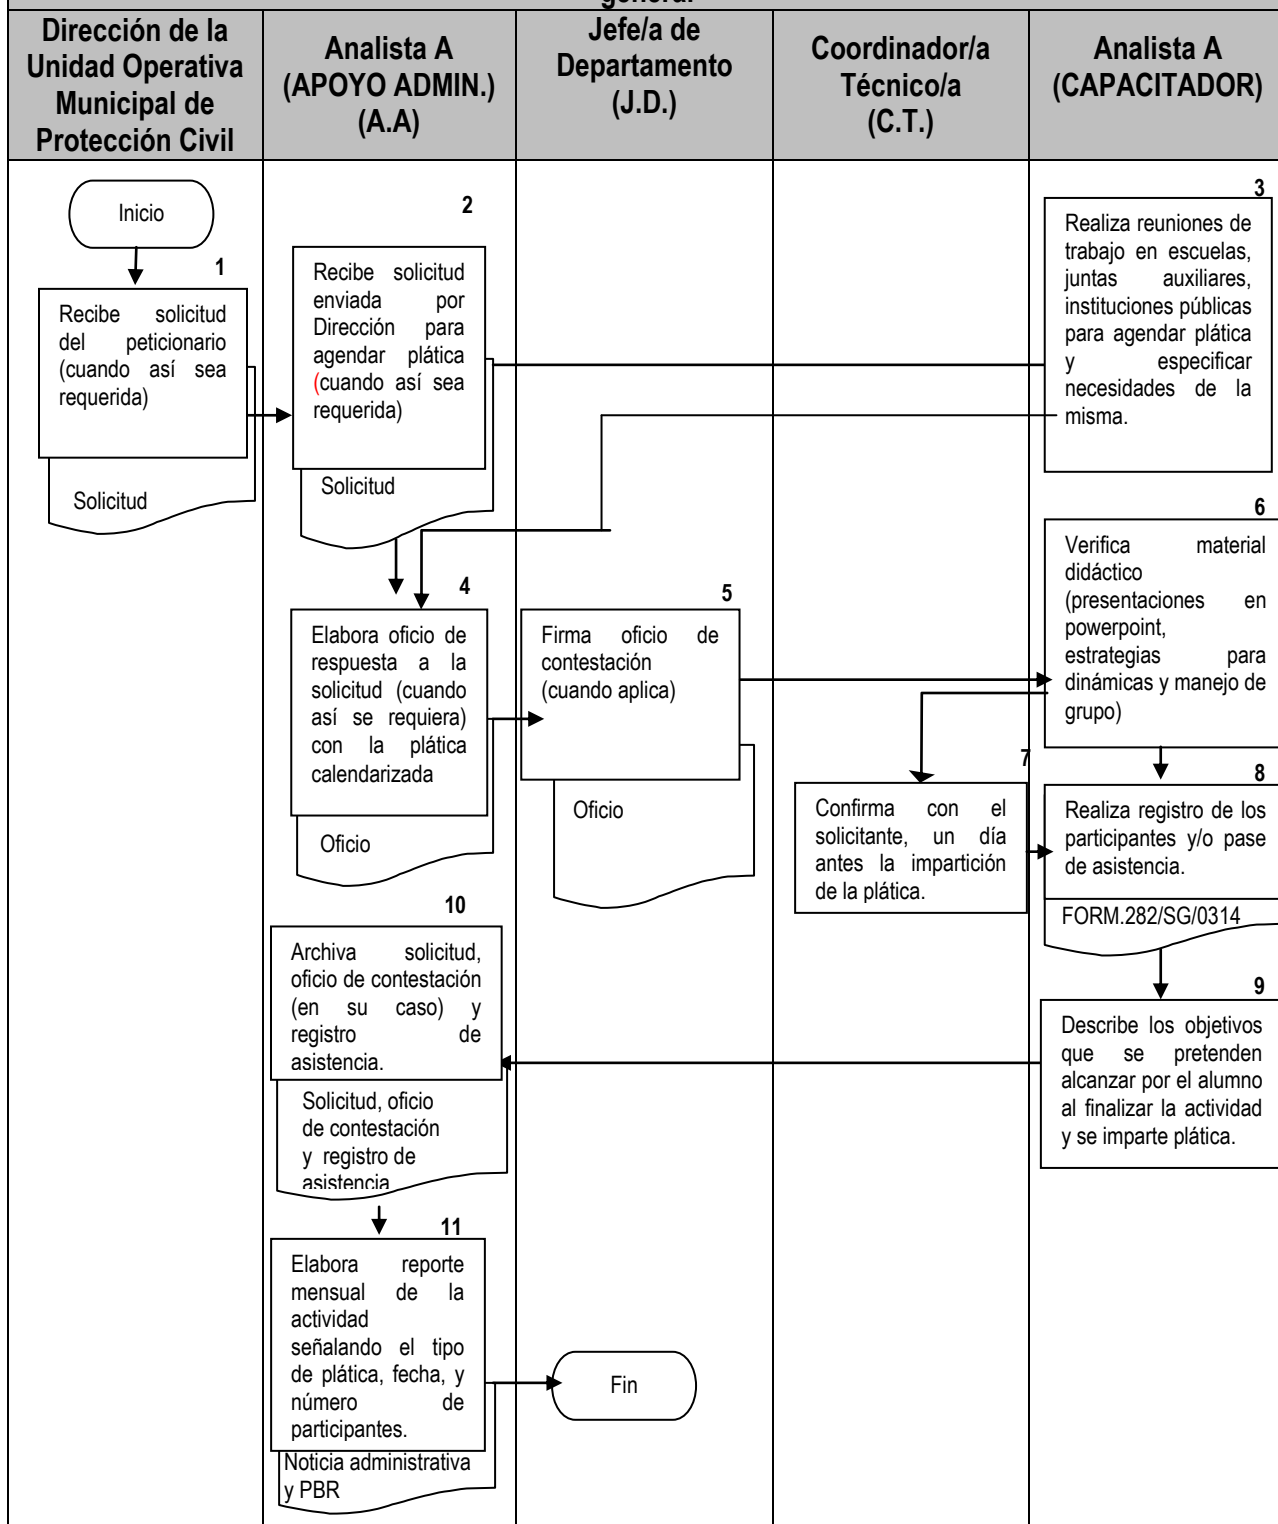 general
Dirección de la
Unidad Operativa
Municipal de
Protección Civil
Analista A
(APOYO ADMIN.)
(A.A)
Jefe/a de
Departamento
(J.D.)
Coordinador/a
Técnico/a
(C.T.)
Analista A
(CAPACITADOR)
Inicio
1
Recibe solicitud
del peticionario
(cuando así sea
requerida)
Solicitud
2
Recibe solicitud
enviada por
Dirección para
agendar plática
(cuando así sea
requerida)
Solicitud
3
Realiza reuniones de
trabajo en escuelas,
juntas auxiliares,
instituciones públicas
para agendar plática
y especificar
necesidades de la
misma.
4
Elabora oficio de
respuesta a la
solicitud (cuando
así se requiera)
con la plática
calendarizada
Oficio
5
Firma oficio de
contestación
(cuando aplica)
Oficio
6
Verifica material
didáctico
(presentaciones en
powerpoint,
estrategias para
dinámicas y manejo de
grupo)
7
Confirma con el
solicitante, un día
antes la impartición
de la plática.
8
Realiza registro de los
participantes y/o pase
de asistencia.
FORM.282/SG/0314
9
Describe los objetivos
que se pretenden
alcanzar por el alumno
al finalizar la actividad
y se imparte plática.
10
Archiva solicitud,
oficio de contestación
(en su caso) y
registro de
asistencia.
Solicitud, oficio
de contestación
y registro de
asistencia
11
Elabora reporte
mensual de la
actividad
señalando el tipo
de plática, fecha, y
número de
participantes.
Noticia administrativa
y PBR
Fin